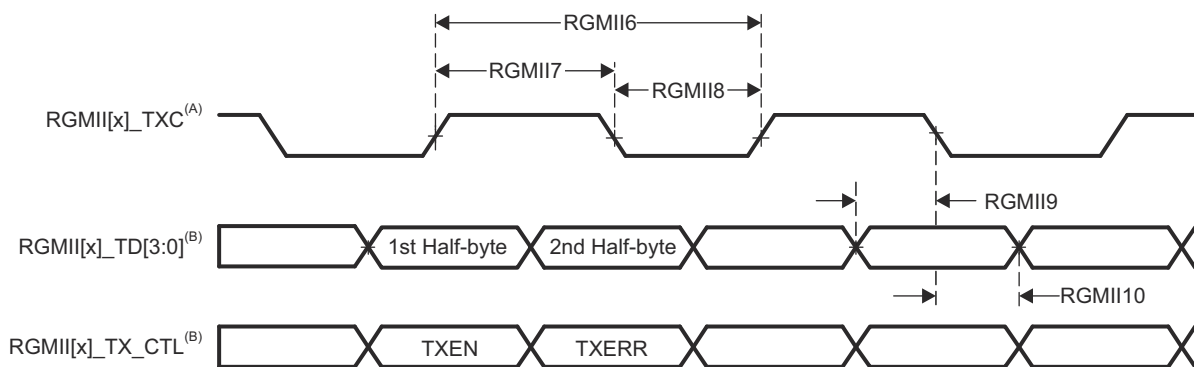 RGMII6
RGMII7
RGMII8
RGMII[x]_TXC(A)
RGMII9
RGMII[x]_TD[3:0](B)
1st Half-byte
2nd Half-byte
RGMII10
RGMII[x]_TX_CTL(B)
TXEN
TXERR